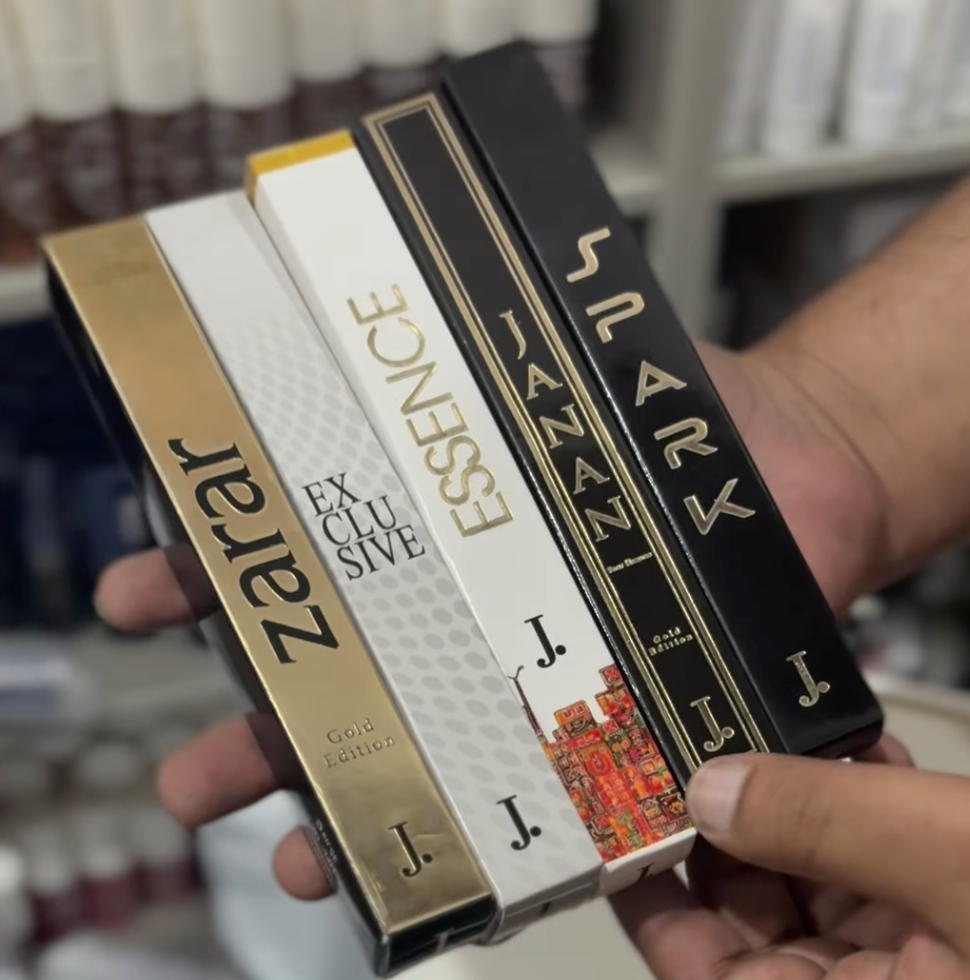 zarar
Gold
Edition
J.
EX
CLU
SIVE
J.
ESSENCE
J.
JANAN
Gold
Edition
J.
SPARK
J.